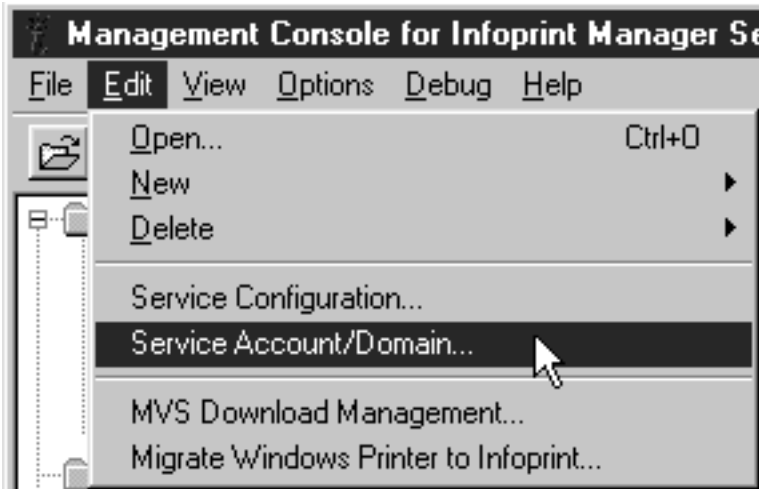 Management Console for Infoprint Manager Se
File Edit View Options Debug Help
Open... Ctrl+O
New
Delete
Service Configuration...
Service Account/Domain...
MVS Download Management...
Migrate Windows Printer to Infoprint...